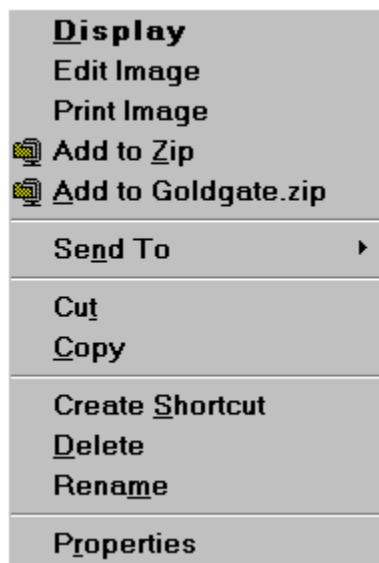 Display
Edit Image
Print Image
Add to Zip
Add to Goldgate.zip
Send To
Cut
Copy
Create Shortcut
Delete
Rename
Properties